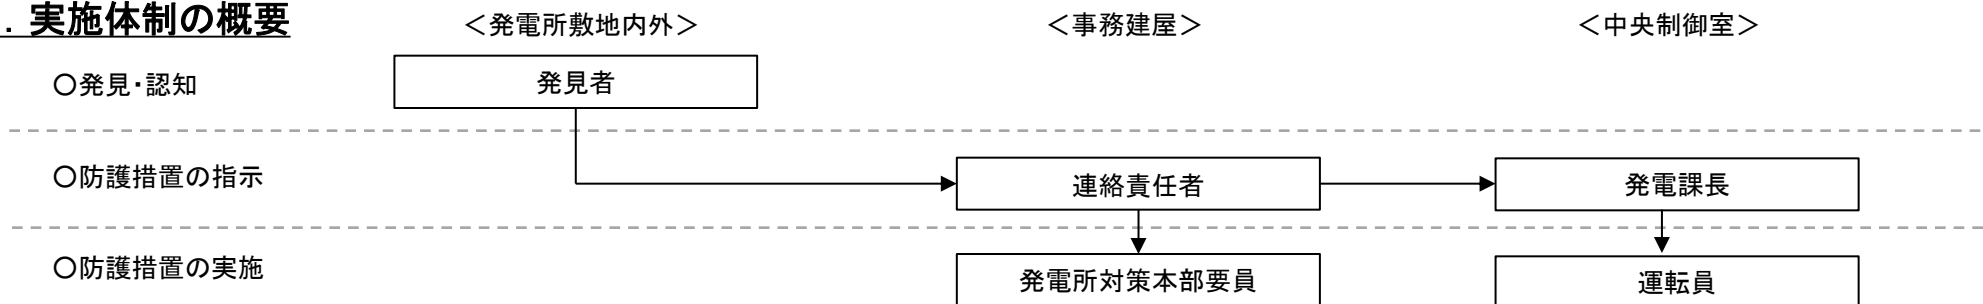 ．実施体制の概要
＜発電所敷地内外＞ ＜事務建屋＞ ＜中央制御室＞
○発見・認知 発見者
○防護措置の指示 連絡責任者 発電課長
○防護措置の実施 発電所対策本部要員 運転員